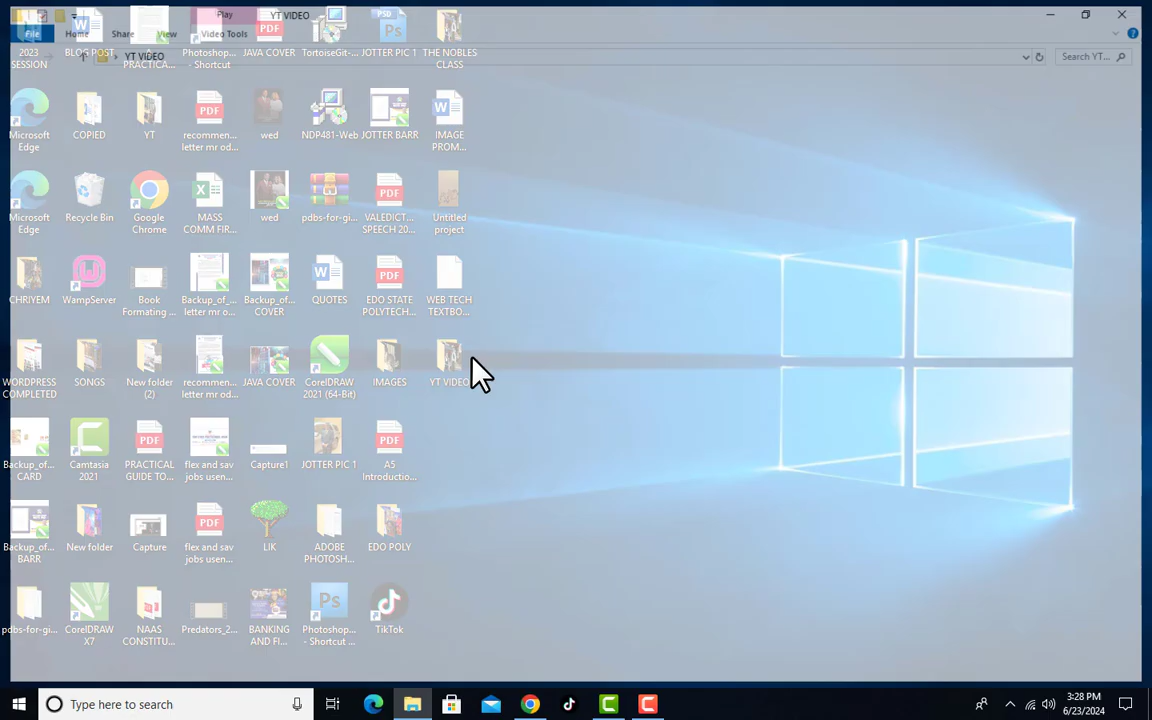 Play
YT VIDEO
File
Home
Share
View
Video Tools
YT VIDEO
Search YT...
2023
SESSION
BLOG POST
PRACTICA...
Photoshop...
- Shortcut
JAVA COVER
TortoiseGit-...
JOTTER PIC 1
THE NOBLES
CLASS
Microsoft
Edge
COPIED
YT
recommen...
letter mr od...
wed
NDP481-Web
JOTTER BARR
IMAGE
PROM...
Microsoft
Edge
Recycle Bin
Google
Chrome
MASS
COMM FIR...
wed
pdbs-for-gi...
VALEDICT...
SPEECH 20...
Untitled
project
CHRIYEM
WampServer
Book
Formating ...
Backup_of_...
letter mr o...
Backup_of...
COVER
QUOTES
EDO STATE
POLYTECH...
WEB TECH
TEXTBO...
WORDPRESS
COMPLETED
SONGS
New folder
(2)
recommen...
letter mr od...
JAVA COVER
CorelDRAW
2021 (64-Bit)
IMAGES
YT VIDEO
Backup_of...
CARD
Camtasia
2021
PRACTICAL
GUIDE TO...
flex and sav
jobs usen...
Capture1
JOTTER PIC 1
A5
Introductio...
Backup_of...
BARR
New folder
Capture
flex and sav
jobs usen...
LIK
ADOBE
PHOTOSH...
EDO POLY
pdbs-for-gi...
CorelDRAW
X7
NAAS
CONSTITU...
Predators_2...
BANKING
AND FI...
Photoshop...
- Shortcut ...
TikTok
Type here to search
3:28 PM
6/23/2024